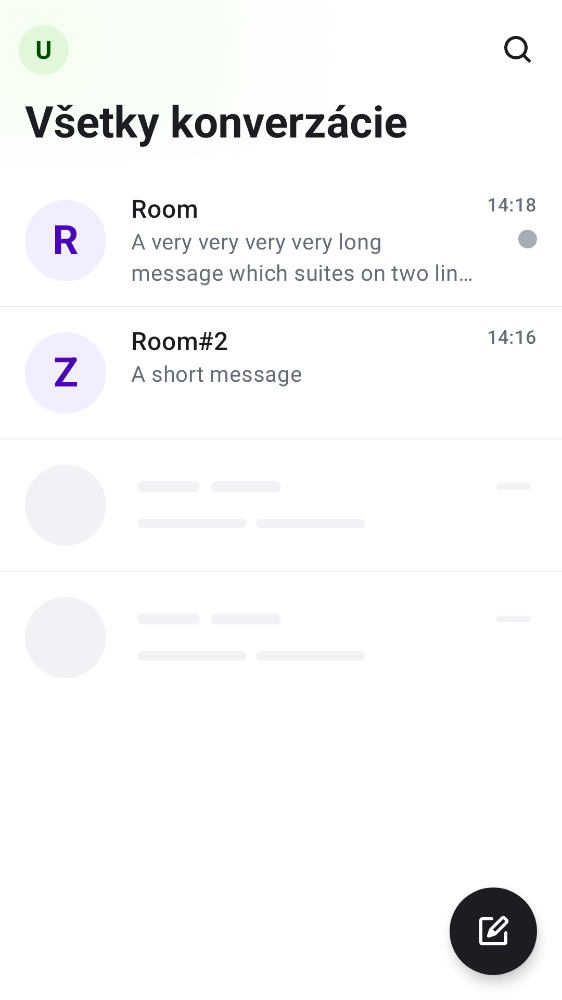 U
Všetky konverzácie
R
Room
14:18
A very very very very long
message which suites on two lin…
Z
Room#2
14:16
A short message